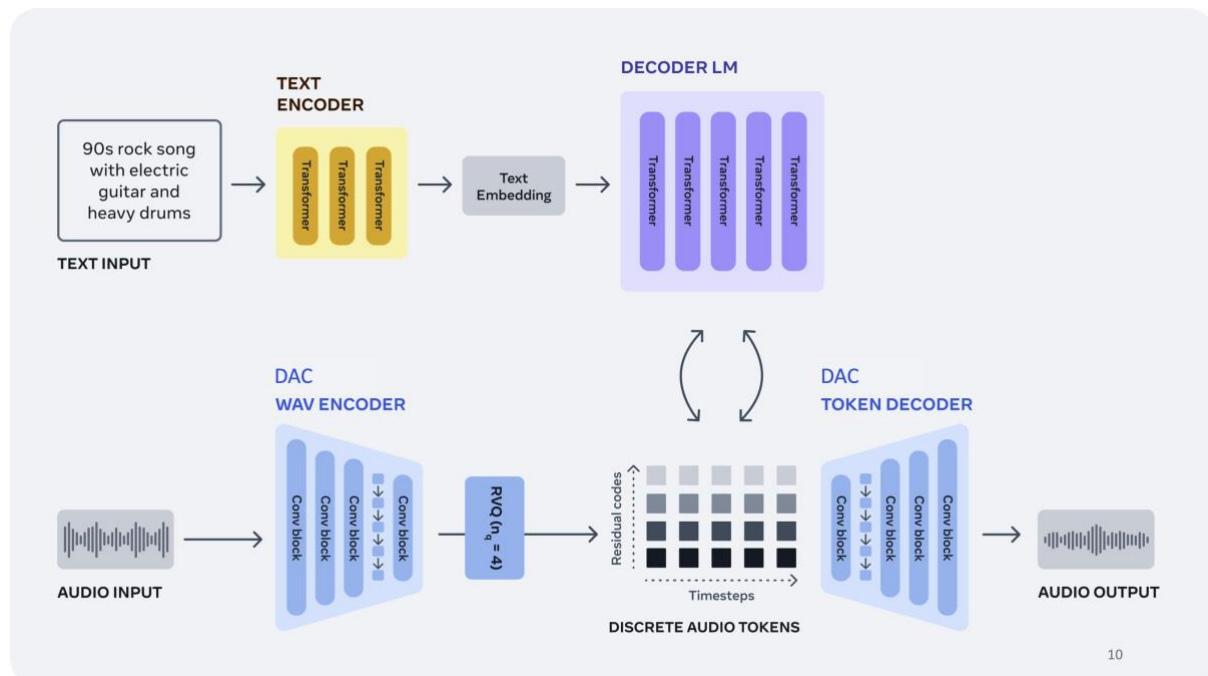 TEXT
ENCODER
DECODER LM
90s rock song
with electric
guitar and
heavy drums
TEXT INPUT
Transformer
Transformer
Transformer
Text
Embedding
Transformer
Transformer
Transformer
Transformer
Transformer
DAC
WAV ENCODER
DAC
TOKEN DECODER
AUDIO INPUT
Conv block
Conv block
Conv block
Conv block
RVQ (nq = 4)
Residual codes
Timesteps
DISCRETE AUDIO TOKENS
Conv block
Conv block
Conv block
Conv block
AUDIO OUTPUT
10